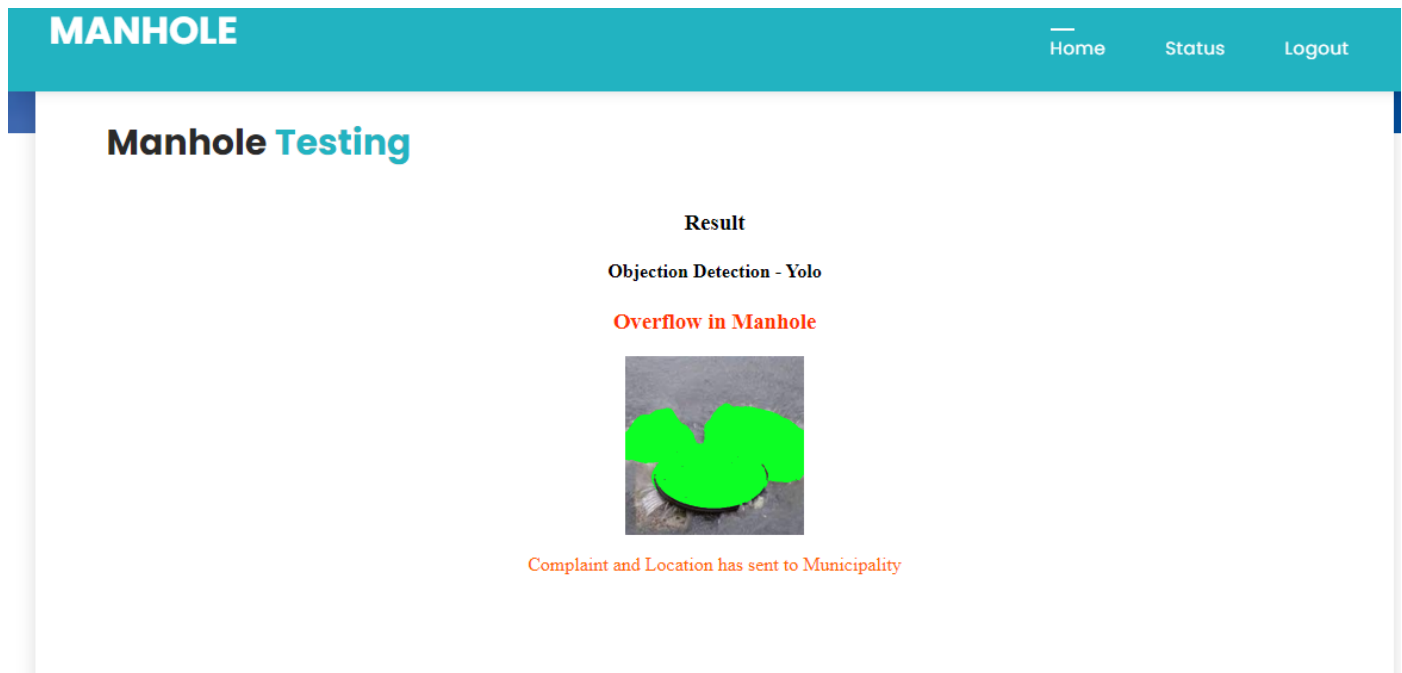 MANHOLE
Home Status Logout
Manhole Testing
Result
Objection Detection - Yolo
Overflow in Manhole
Complaint and Location has sent to Municipality